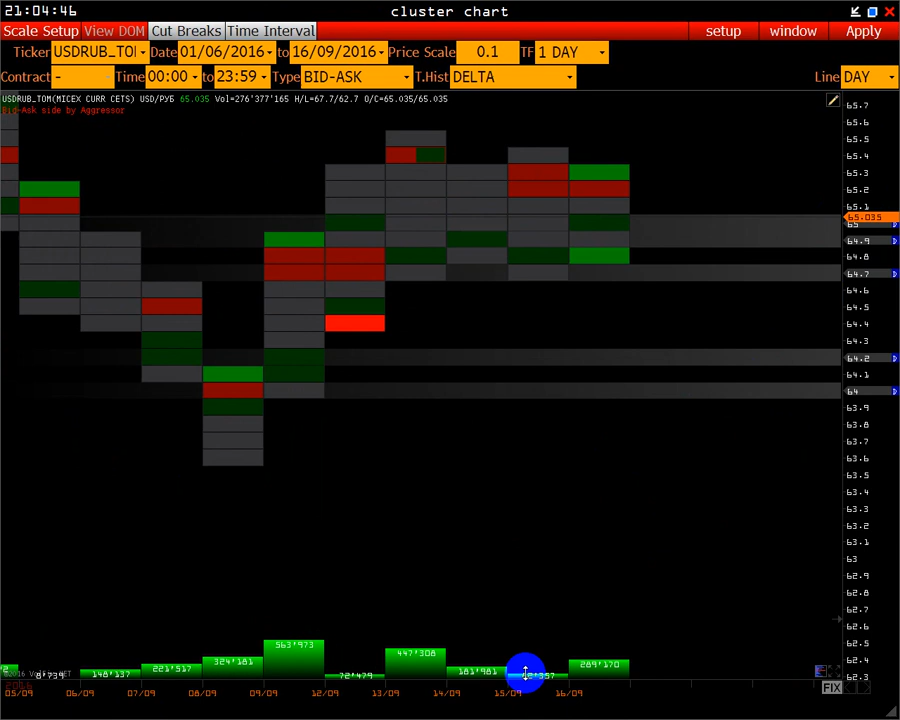 21:04:46 cluster chart
Scale Setup View DOM Cut Breaks Time Interval setup window Apply
Ticker USDRUB_TO Date 01/06/2016 to 16/09/2016 Price Scale 0.1 TF 1 DAY
Contract - Time 00:00 to 23:59 Type BID-ASK T.Hist DELTA Line DAY
USDRUB_TOM(MICEX CURR CETS) USD/РУБ 65.035 Vol=276'377'165 H/L=67.7/62.7 O/C=65.035/65.035
Bid-Ask side by Aggressor
65.7
65.6
65.5
65.4
65.3
65.2
65.1
65.035
65
64.9 D
64.8
64.7 D
64.6
64.5
64.4
64.3
64.2 D
64.1
64 D
63.9
63.8
63.7
63.6
63.5
63.4
63.3
63.2
63.1
63
62.9
62.8
62.7
62.6
62.5
62.4
62.3
8'734 148'137 221'517 324'181 563'973 72'479 447'308 181'981 289'170
05/09 06/09 07/09 08/09 09/09 12/09 13/09 14/09 15/09 16/09
FIX